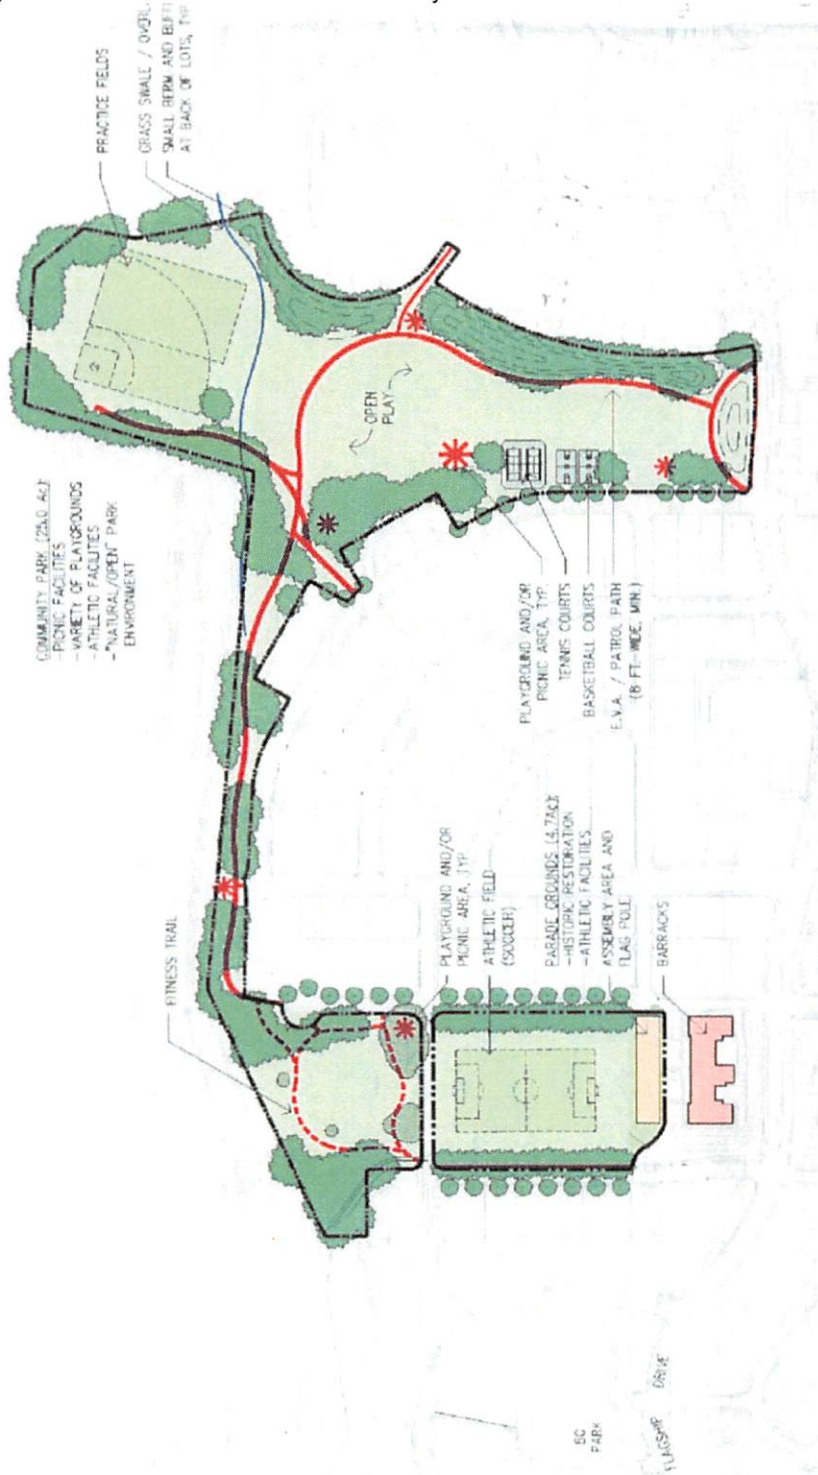 PRACTICE FIELDS
GRASS SWALE /
SMALL BERM AND
AT BACK OF LOTS, TYP
COMMUNITY PARK (25.0 AC):
-PICNIC FACILITIES
-VARIETY OF PLAYGROUNDS
-ATHLETIC FACILITIES
-"NATURAL/OPEN" PARK
ENVIRONMENT
2
OPEN
PLAY
PLAYGROUND AND/OR
PICNIC AREA, TYP.
TENNIS COURTS
BASKETBALL COURTS
E.V.A. / PATROL PATH
(8 FT-WIDE, MIN.)
FITNESS TRAIL
PLAYGROUND AND/OR
PICNIC AREA, TYP.
ATHLETIC FIELD
(SOCCER)
PARADE GROUNDS (4.7AC):
-HISTORIC RESTORATION
-ATHLETIC FACILITIES
ASSEMBLY AREA AND
FLAG POLE
BARRACKS
PARK
FLAGSHIP DRIVE